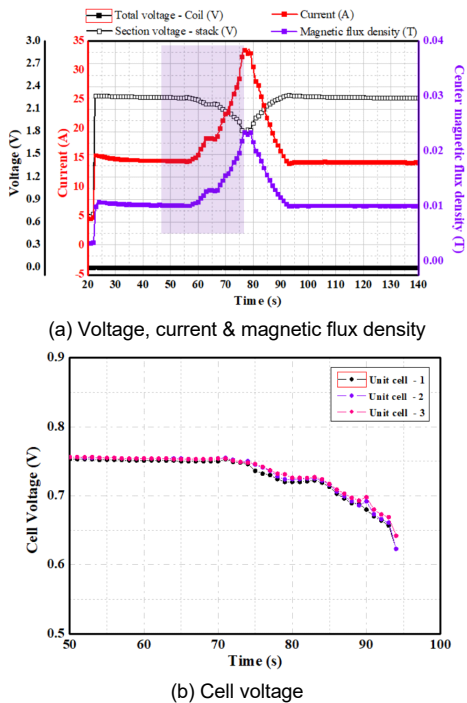 Total voltage - Coil (V) Current (A)
Section voltage - stack (V) Magnetic flux density (T)
3.0 35 0.04
2.7 30
2.4 25 0.03
2.1 20
1.8 15 0.02
1.5 10
1.2 5 0.01
0.9 0
0.6 -5 0.00
0.3
0.0
Voltage (V)
Current (A)
Center magnetic flux
density (T)
20 30 40 50 60 70 80 90 100 110 120 130 140
Time (s)
(a) Voltage, current & magnetic flux density
0.9
0.8
0.7
0.6
0.5
Cell Voltage (V)
Unit cell - 1
Unit cell - 2
Unit cell - 3
50 60 70 80 90 100
Time (s)
(b) Cell voltage